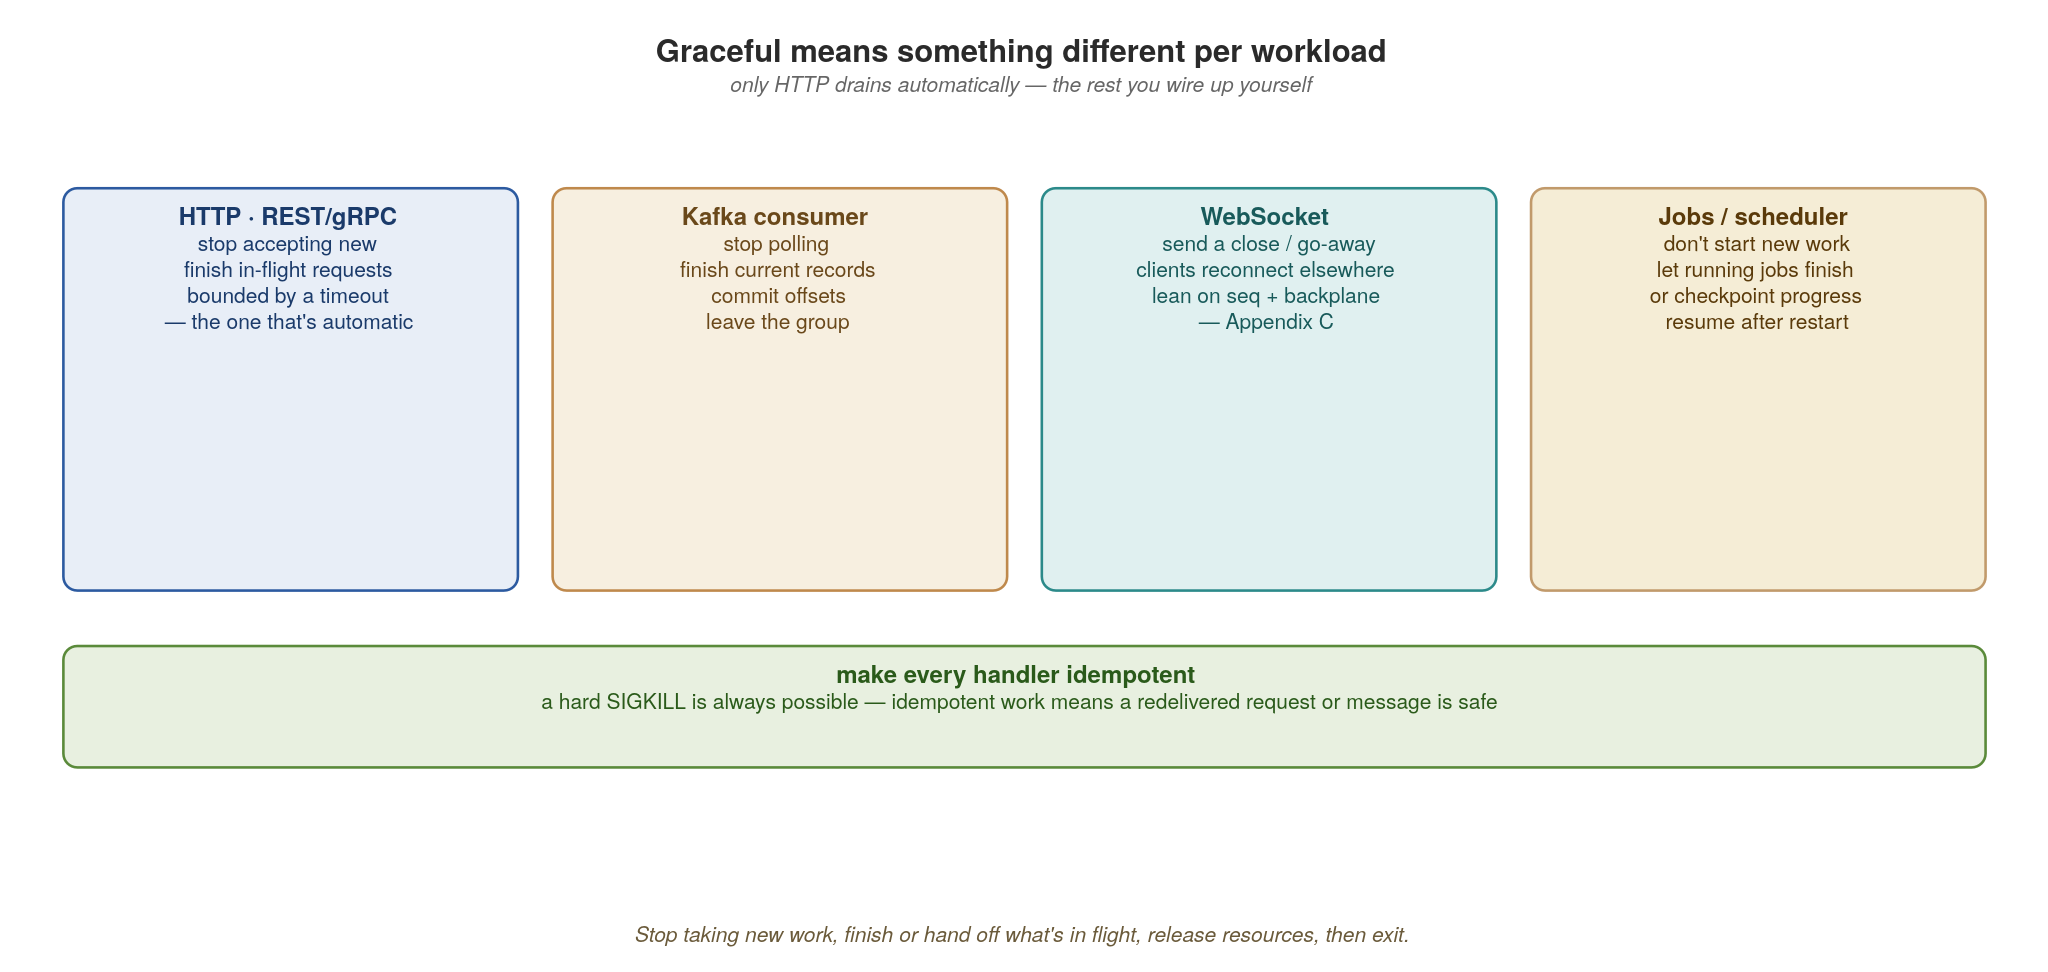 Graceful means something different per workload
only HTTP drains automatically — the rest you wire up yourself
HTTP · REST/gRPC
stop accepting new
finish in-flight requests
bounded by a timeout
— the one that's automatic
Kafka consumer
stop polling
finish current records
commit offsets
leave the group
WebSocket
send a close / go-away
clients reconnect elsewhere
lean on seq + backplane
— Appendix C
Jobs / scheduler
don't start new work
let running jobs finish
or checkpoint progress
resume after restart
make every handler idempotent
a hard SIGKILL is always possible — idempotent work means a redelivered request or message is safe
Stop taking new work, finish or hand off what's in flight, release resources, then exit.